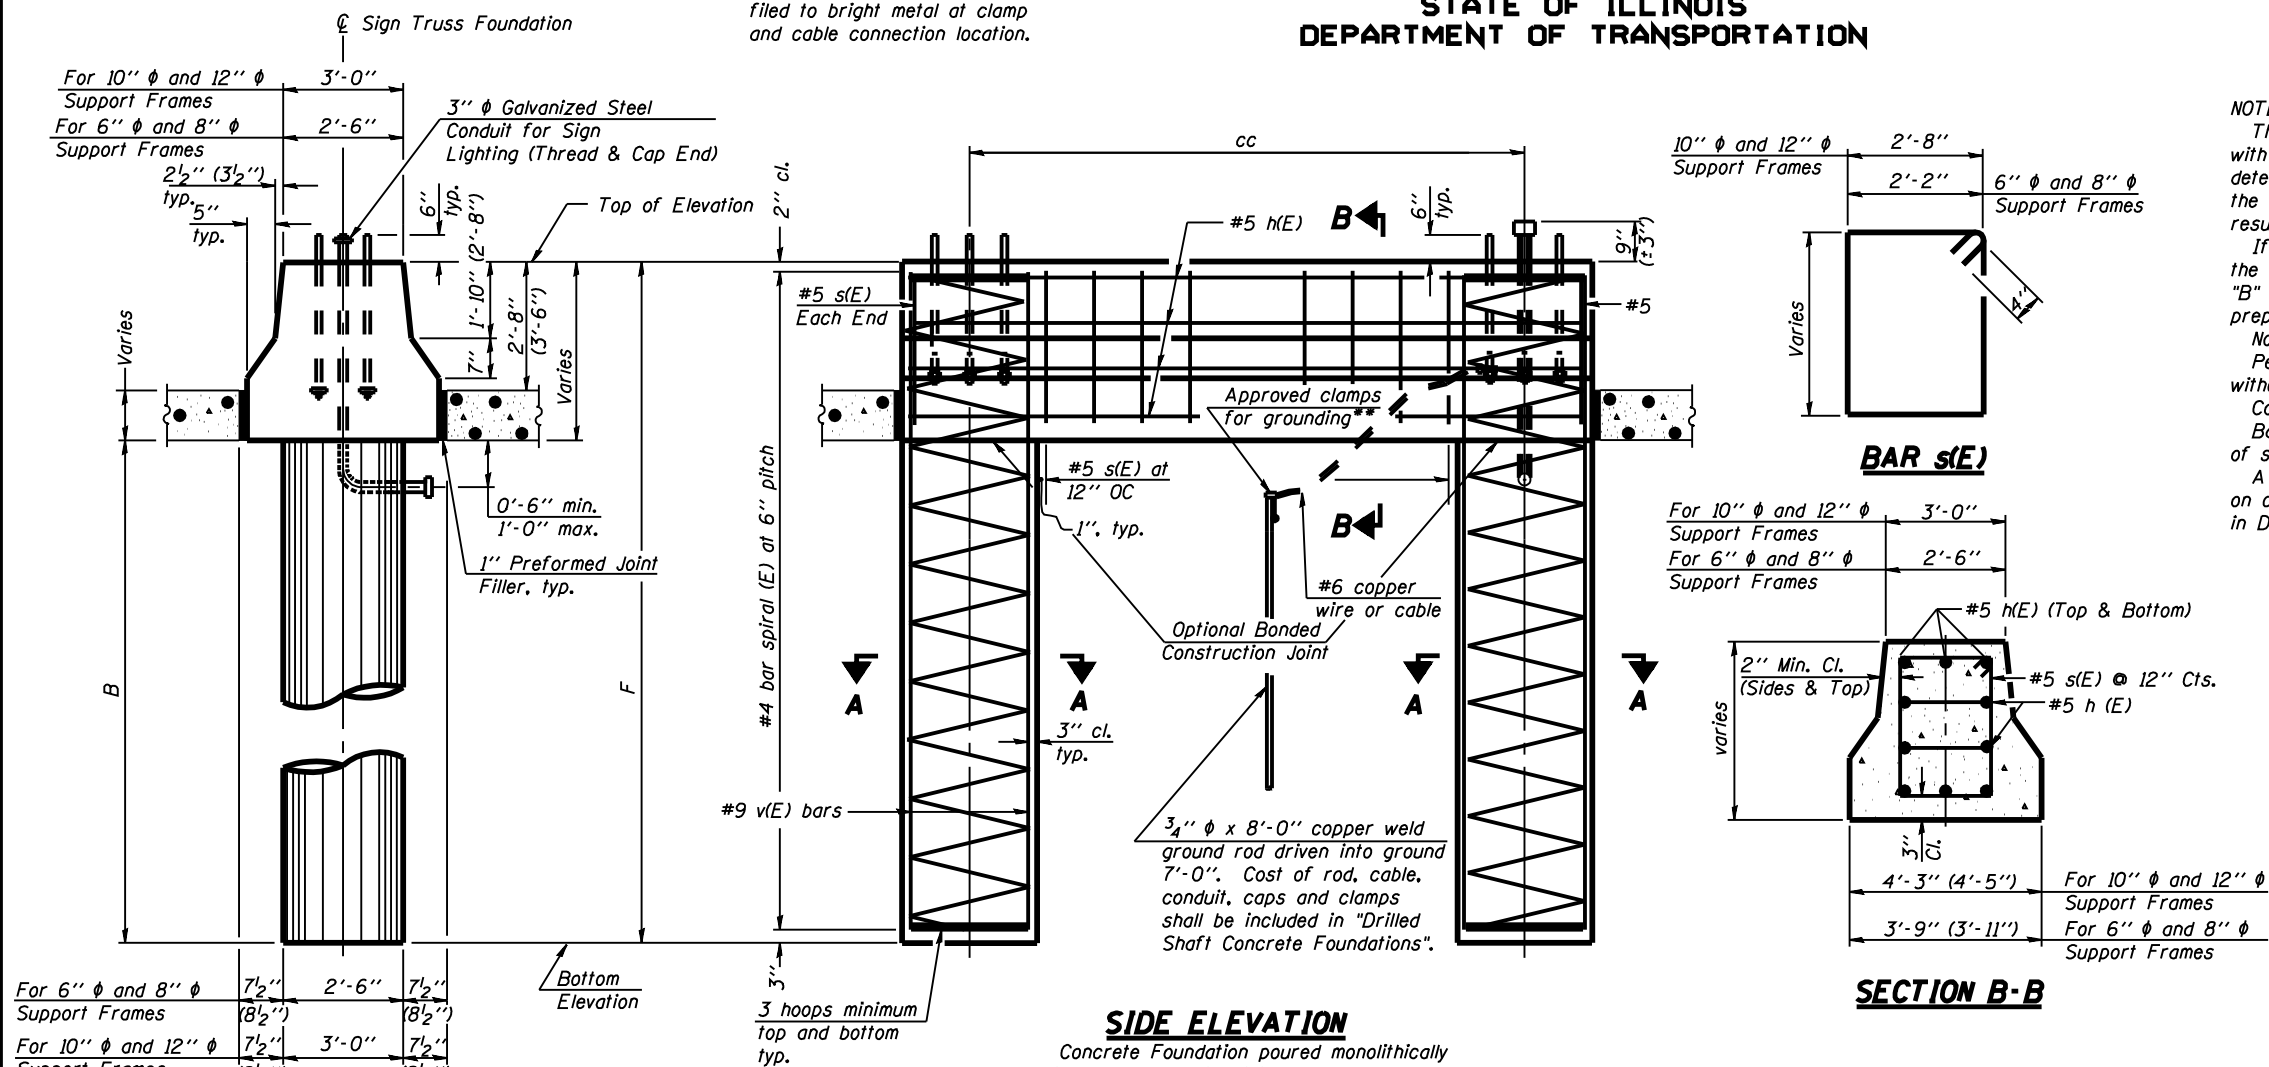 filed to bright metal at clamp
and cable connection location.
STATE OF ILLINOIS
DEPARTMENT OF TRANSPORTATION
℄ Sign Truss Foundation
For 10" ϕ and 12" ϕ
Support Frames
3'-0"
For 6" ϕ and 8" ϕ
Support Frames
2'-6"
2½" (3½")
typ.
5"
typ.
3" ϕ Galvanized Steel
Conduit for Sign
Lighting (Thread & Cap End)
6"
typ.
1'-10" (2'-8")
7"
2'-8"
(3'-6")
Varies
Varies
Top of Elevation
B
F
0'-6" min.
1'-0" max.
1" Preformed Joint
Filler, typ.
Bottom
Elevation
For 6" ϕ and 8" ϕ
Support Frames
7½"
(8½")
2'-6"
7½"
(8½")
For 10" ϕ and 12" ϕ
7½"
3'-0"
7½"
Support Frames
2" cl.
cc
#5 h(E)
B
6"
typ.
9"
(±3")
#5 s(E)
Each End
#5
Approved clamps
for grounding**
#4 bar spiral (E) at 6" pitch
#5 s(E) at
12" OC
1", typ.
B
#6 copper
wire or cable
Optional Bonded
Construction Joint
A
A
A
A
3" cl.
typ.
#9 v(E) bars
¾" ϕ x 8'-0" copper weld
ground rod driven into ground
7'-0". Cost of rod, cable,
conduit, caps and clamps
shall be included in "Drilled
Shaft Concrete Foundations".
3"
3 hoops minimum
top and bottom
typ.
SIDE ELEVATION
Concrete Foundation poured monolithically
10" ϕ and 12" ϕ
Support Frames
2'-8"
2'-2"
6" ϕ and 8" ϕ
Support Frames
Varies
4"
BAR s(E)
For 10" ϕ and 12" ϕ
Support Frames
3'-0"
For 6" ϕ and 8" ϕ
Support Frames
2'-6"
#5 h(E) (Top & Bottom)
2" Min. Cl.
(Sides & Top)
#5 s(E) @ 12" Cts.
#5 h (E)
varies
3"
Cl.
4'-3" (4'-5")
For 10" ϕ and 12" ϕ
Support Frames
3'-9" (3'-11")
For 6" ϕ and 8" ϕ
Support Frames
SECTION B-B
with
the
If
the
"B"
of s
A
on
in D